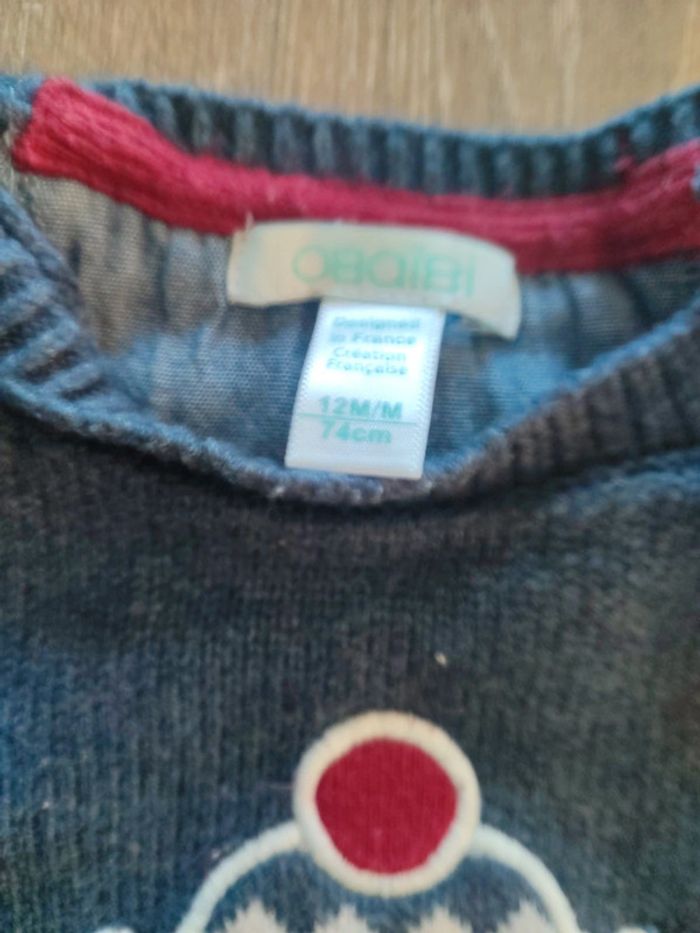 OBAIBI
Designed
in France
Création
Française
12M/M
74cm